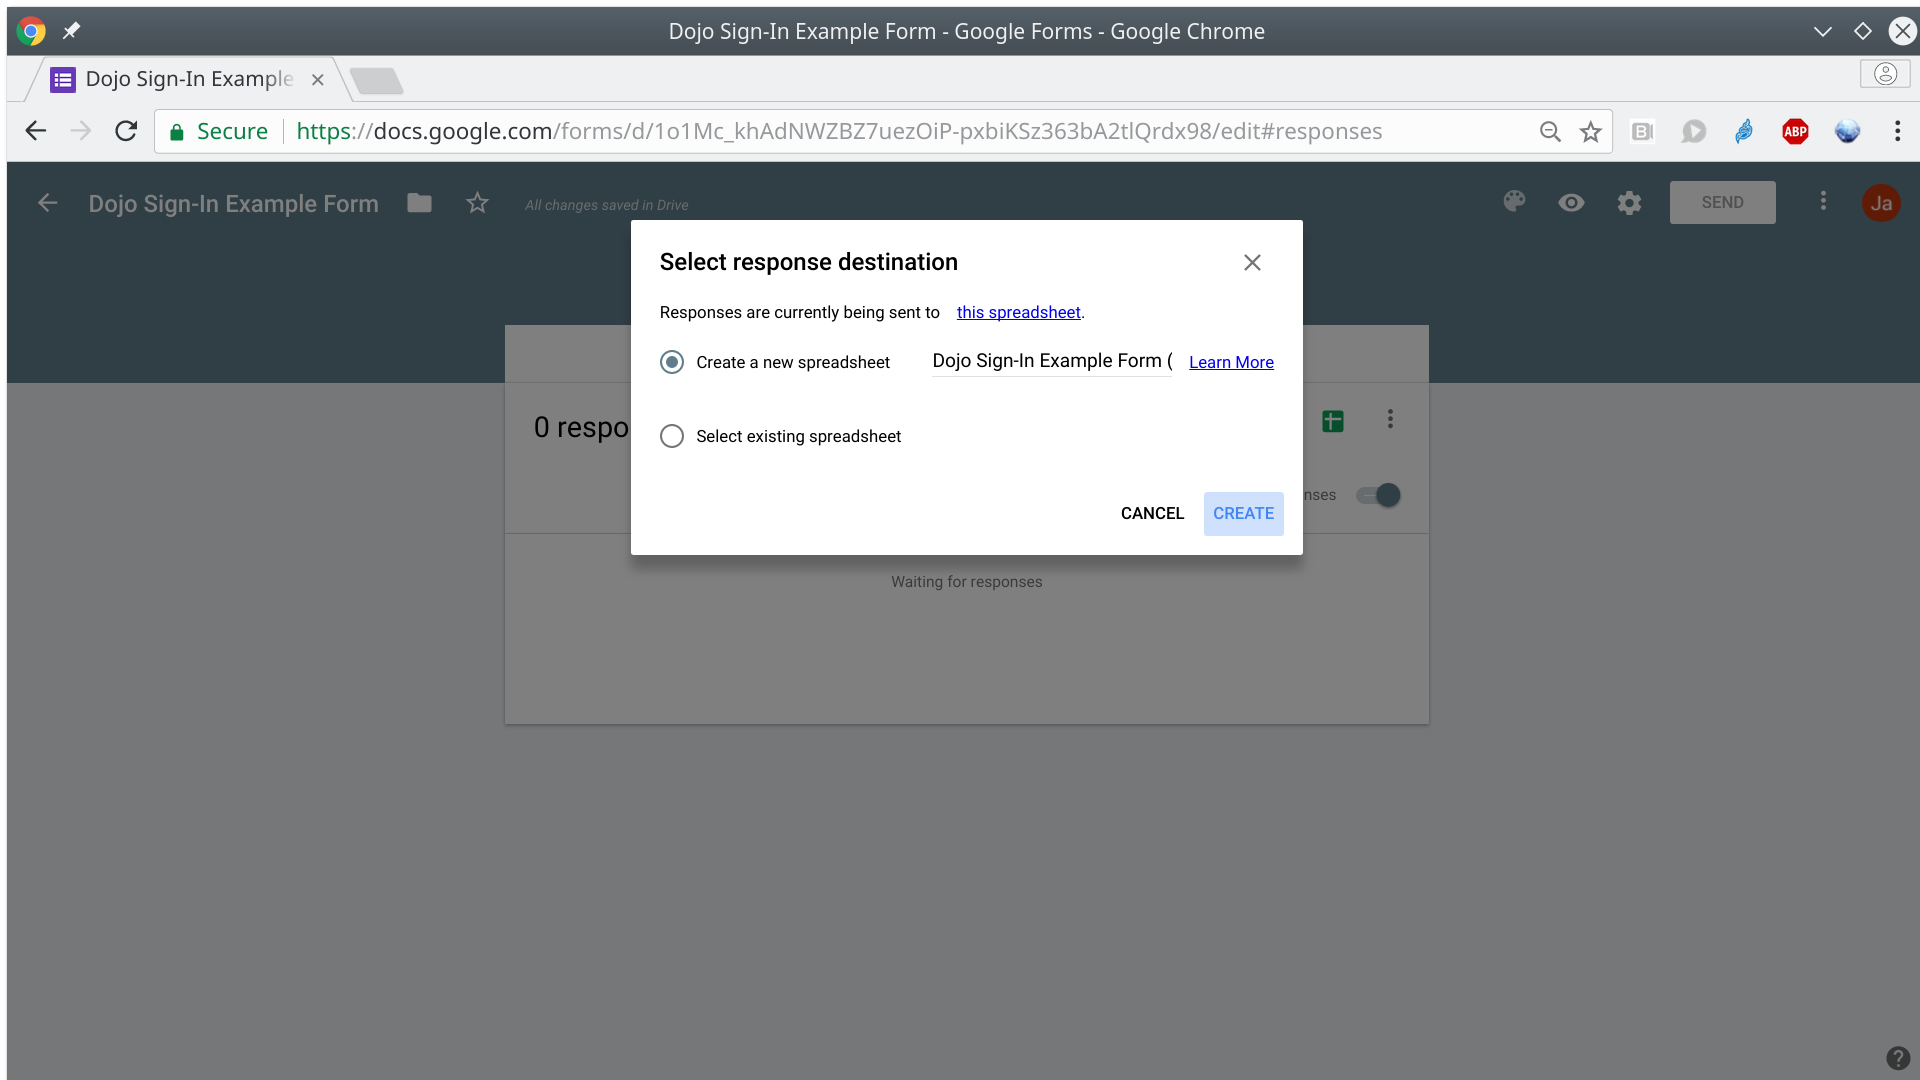 Dojo Sign-In Example Form - Google Forms - Google Chrome
Dojo Sign-In Example
Secure https://docs.google.com/forms/d/1o1Mc_khAdNWZBZ7uezOiP-pxbiKSz363bA2tlQrdx98/edit#responses
ABP
Dojo Sign-In Example Form
All changes saved in Drive
SEND
Ja
Select response destination
Responses are currently being sent to this spreadsheet.
Create a new spreadsheet Dojo Sign-In Example Form ( Learn More
0 respo
Select existing spreadsheet
nses
CANCEL CREATE
Waiting for responses